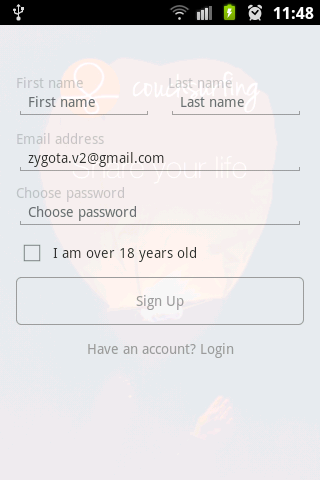 11:48
couchsurfing
First name Last name
First name Last name
Share your life
Email address
zygota.v2@gmail.com
Choose password
Choose password
I am over 18 years old
Sign Up
Have an account? Login